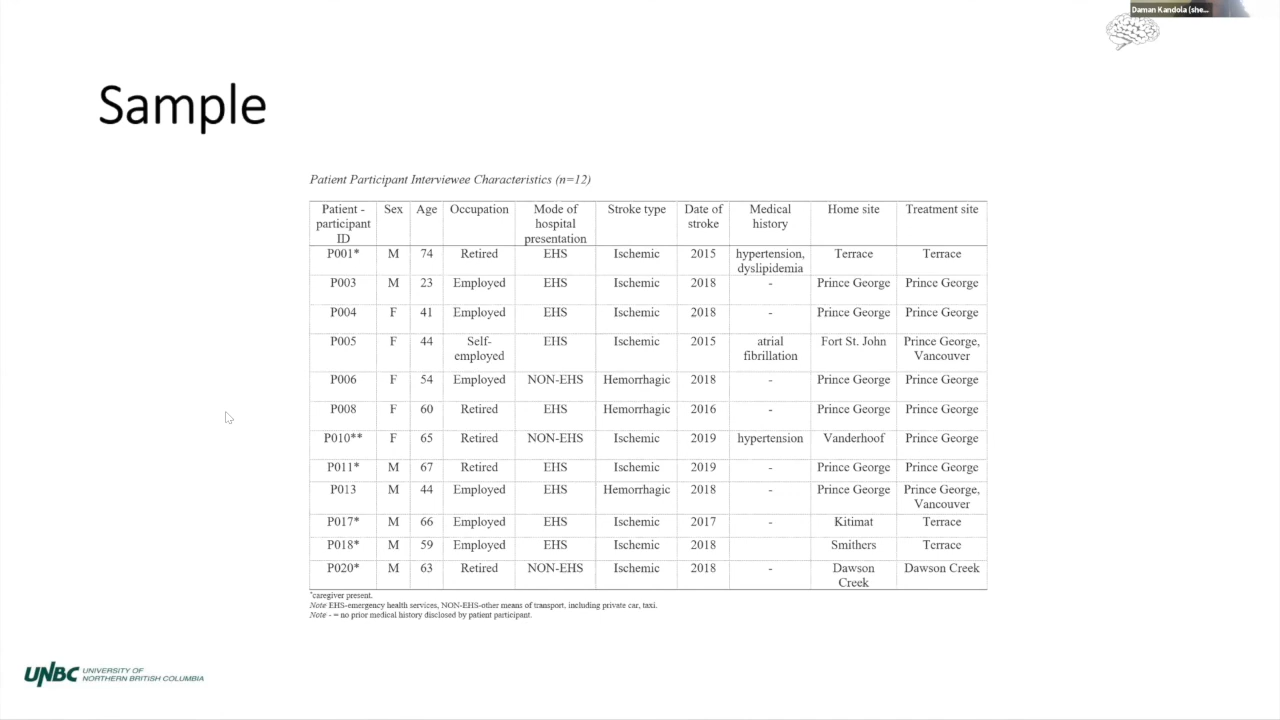 Daman Kandola (she...
Sample
Patient Participant Interviewee Characteristics (n=12)
Patient - participant ID Sex Age Occupation Mode of hospital presentation Stroke type Date of stroke Medical history Home site Treatment site
P001* M 74 Retired EHS Ischemic 2015 hypertension, dyslipidemia Terrace Terrace
P003 M 23 Employed EHS Ischemic 2018 - Prince George Prince George
P004 F 41 Employed EHS Ischemic 2018 - Prince George Prince George
P005 F 44 Self-employed EHS Ischemic 2015 atrial fibrillation Fort St. John Prince George, Vancouver
P006 F 54 Employed NON-EHS Hemorrhagic 2018 - Prince George Prince George
P008 F 60 Retired EHS Hemorrhagic 2016 - Prince George Prince George
P010** F 65 Retired NON-EHS Ischemic 2019 hypertension Vanderhoof Prince George
P011* M 67 Retired EHS Ischemic 2019 - Prince George Prince George
P013 M 44 Employed EHS Hemorrhagic 2018 - Prince George Prince George, Vancouver
P017* M 66 Employed EHS Ischemic 2017 - Kitimat Terrace
P018* M 59 Employed EHS Ischemic 2018 Smithers Terrace
P020* M 63 Retired NON-EHS Ischemic 2018 - Dawson Creek Dawson Creek
*caregiver present.
Note EHS-emergency health services, NON-EHS-other means of transport, including private car, taxi.
Note - = no prior medical history disclosed by patient participant.
UNBC UNIVERSITY OF
NORTHERN BRITISH COLUMBIA